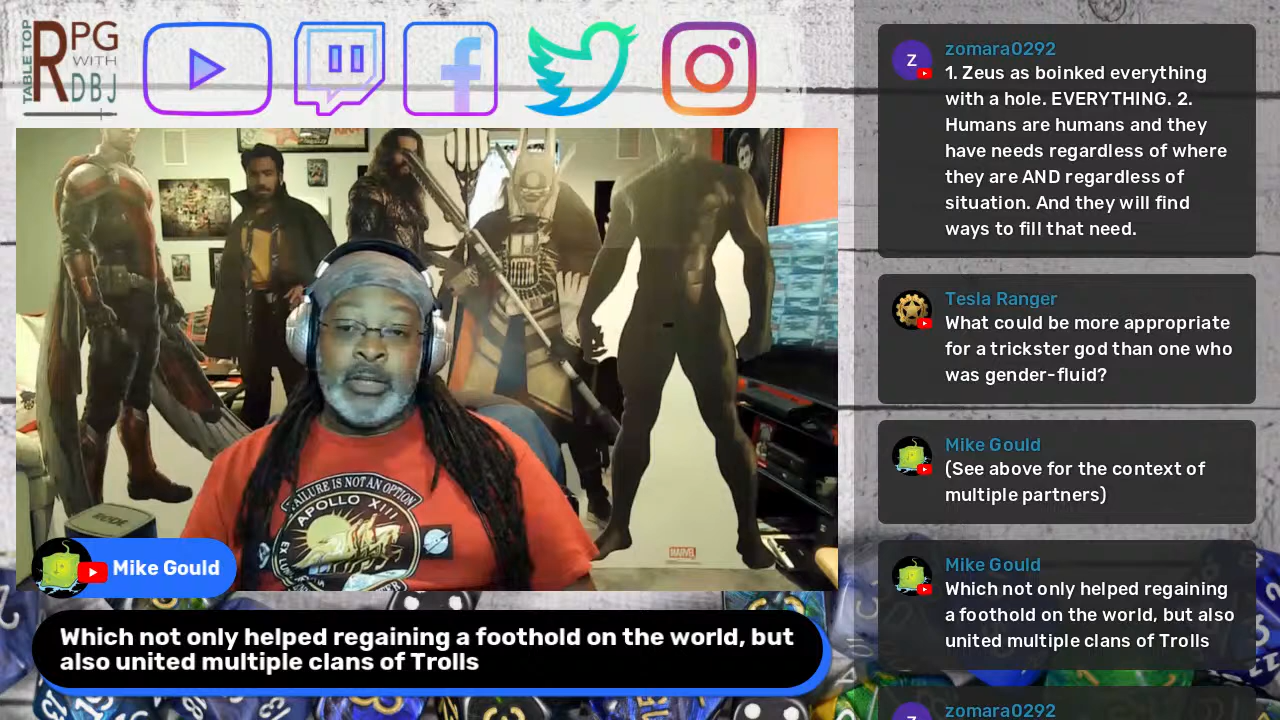 TABLE TOP
RPG
WITH
RDBJ
zomara0292
Z
1. Zeus as boinked everything
with a hole. EVERYTHING. 2.
Humans are humans and they
have needs regardless of where
they are AND regardless of
situation. And they will find
ways to fill that need.
Tesla Ranger
What could be more appropriate
for a trickster god than one who
was gender-fluid?
Mike Gould
(See above for the context of
multiple partners)
Mike Gould
Which not only helped regaining
a foothold on the world, but also
united multiple clans of Trolls
zomara0292
FAILURE IS NOT AN OPTION
APOLLO XIII
RODE
MARVEL
Mike Gould
Which not only helped regaining a foothold on the world, but
also united multiple clans of Trolls